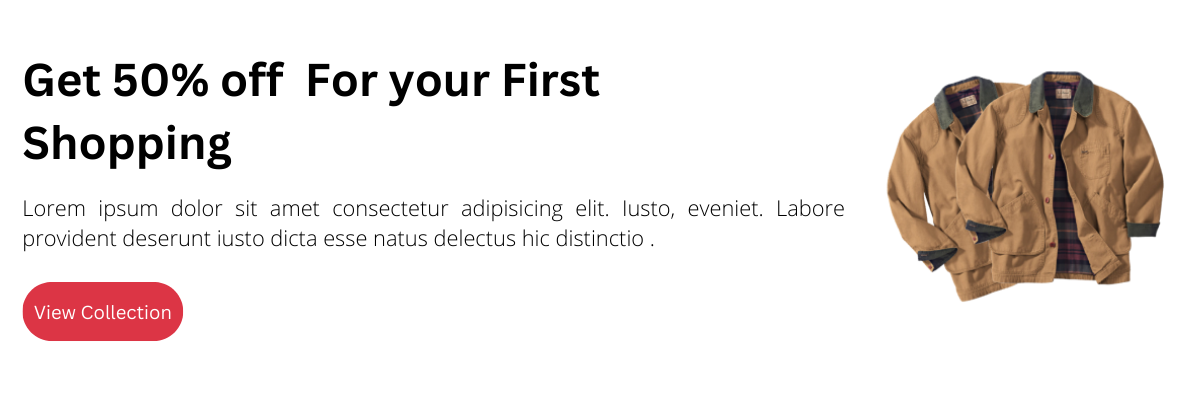 Get 50% off  For your First
Shopping
Lorem ipsum dolor sit amet consectetur adipisicing elit. Iusto, eveniet. Labore
provident deserunt iusto dicta esse natus delectus hic distinctio .
View Collection